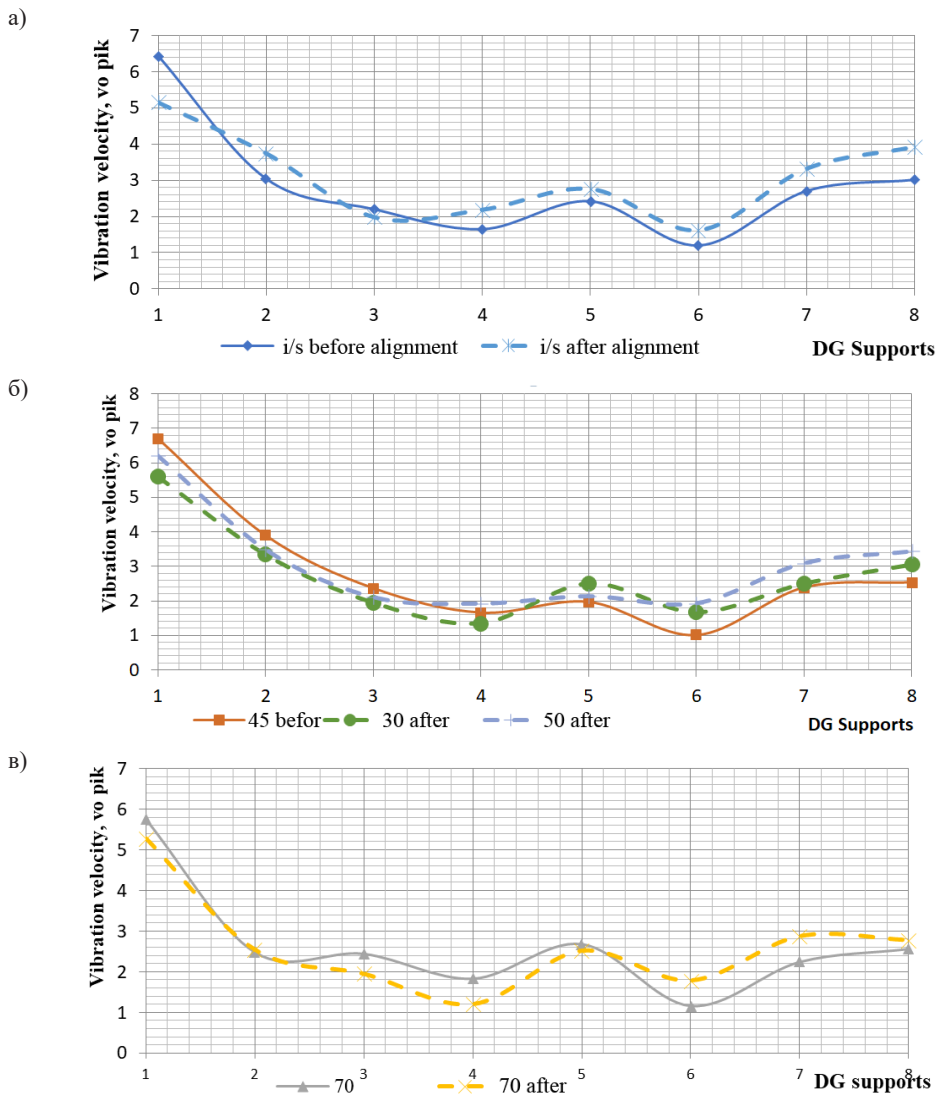 а)
Vibration velocity, vo pik
7
6
5
4
3
2
1
0
1 2 3 4 5 6 7 8
i/s before alignment i/s after alignment DG Supports
б)
Vibration velocity, vo pik
8
7
6
5
4
3
2
1
0
1 2 3 4 5 6 7 8
45 befor 30 after 50 after DG Supports
в)
Vibration velocity, vo pik
7
6
5
4
3
2
1
0
1 2 3 4 5 6 7 8
70 70 after DG supports